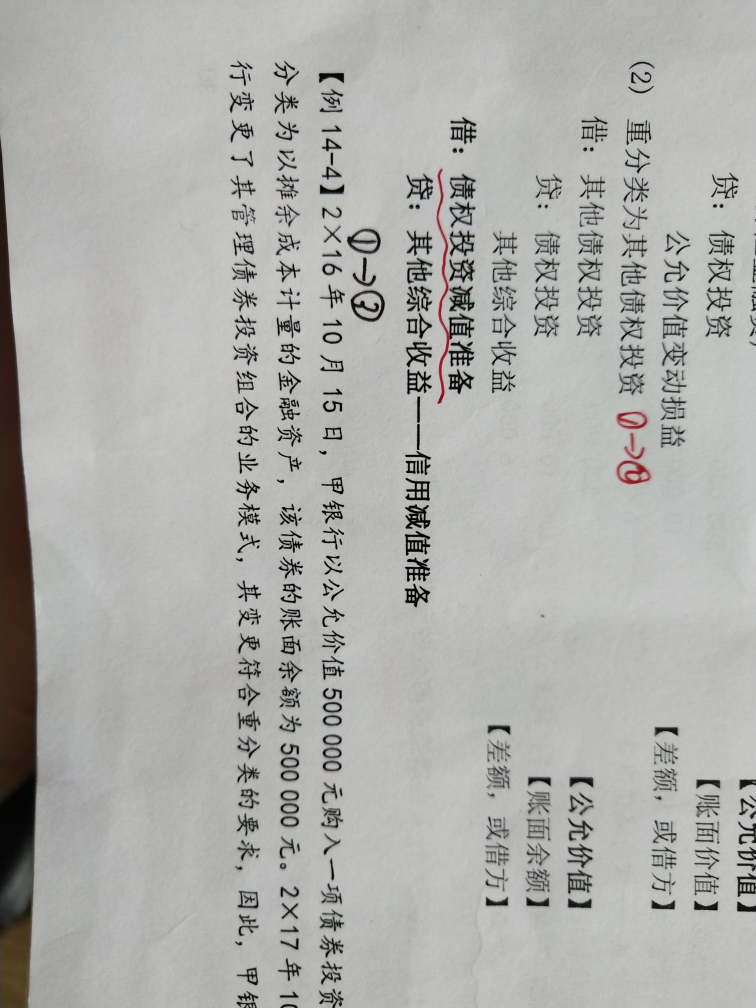 贷：债权投资 【账面价值】
公允价值变动损益 【差额，或借方】
(2) 重分类为其他债权投资 ①→②
借：其他债权投资 【公允价值】
贷：债权投资 【账面余额】
其他综合收益 【差额，或借方】
借：债权投资减值准备
贷：其他综合收益——信用减值准备
①→②
【例 14-4】2×16 年 10 月 15 日，甲银行以公允价值 500 000 元购入一项债券投资
分类为以摊余成本计量的金融资产，该债券的账面余额为 500 000 元。2×17 年 10
行变更了其管理债券投资组合的业务模式，其变更符合重分类的要求，因此，甲银